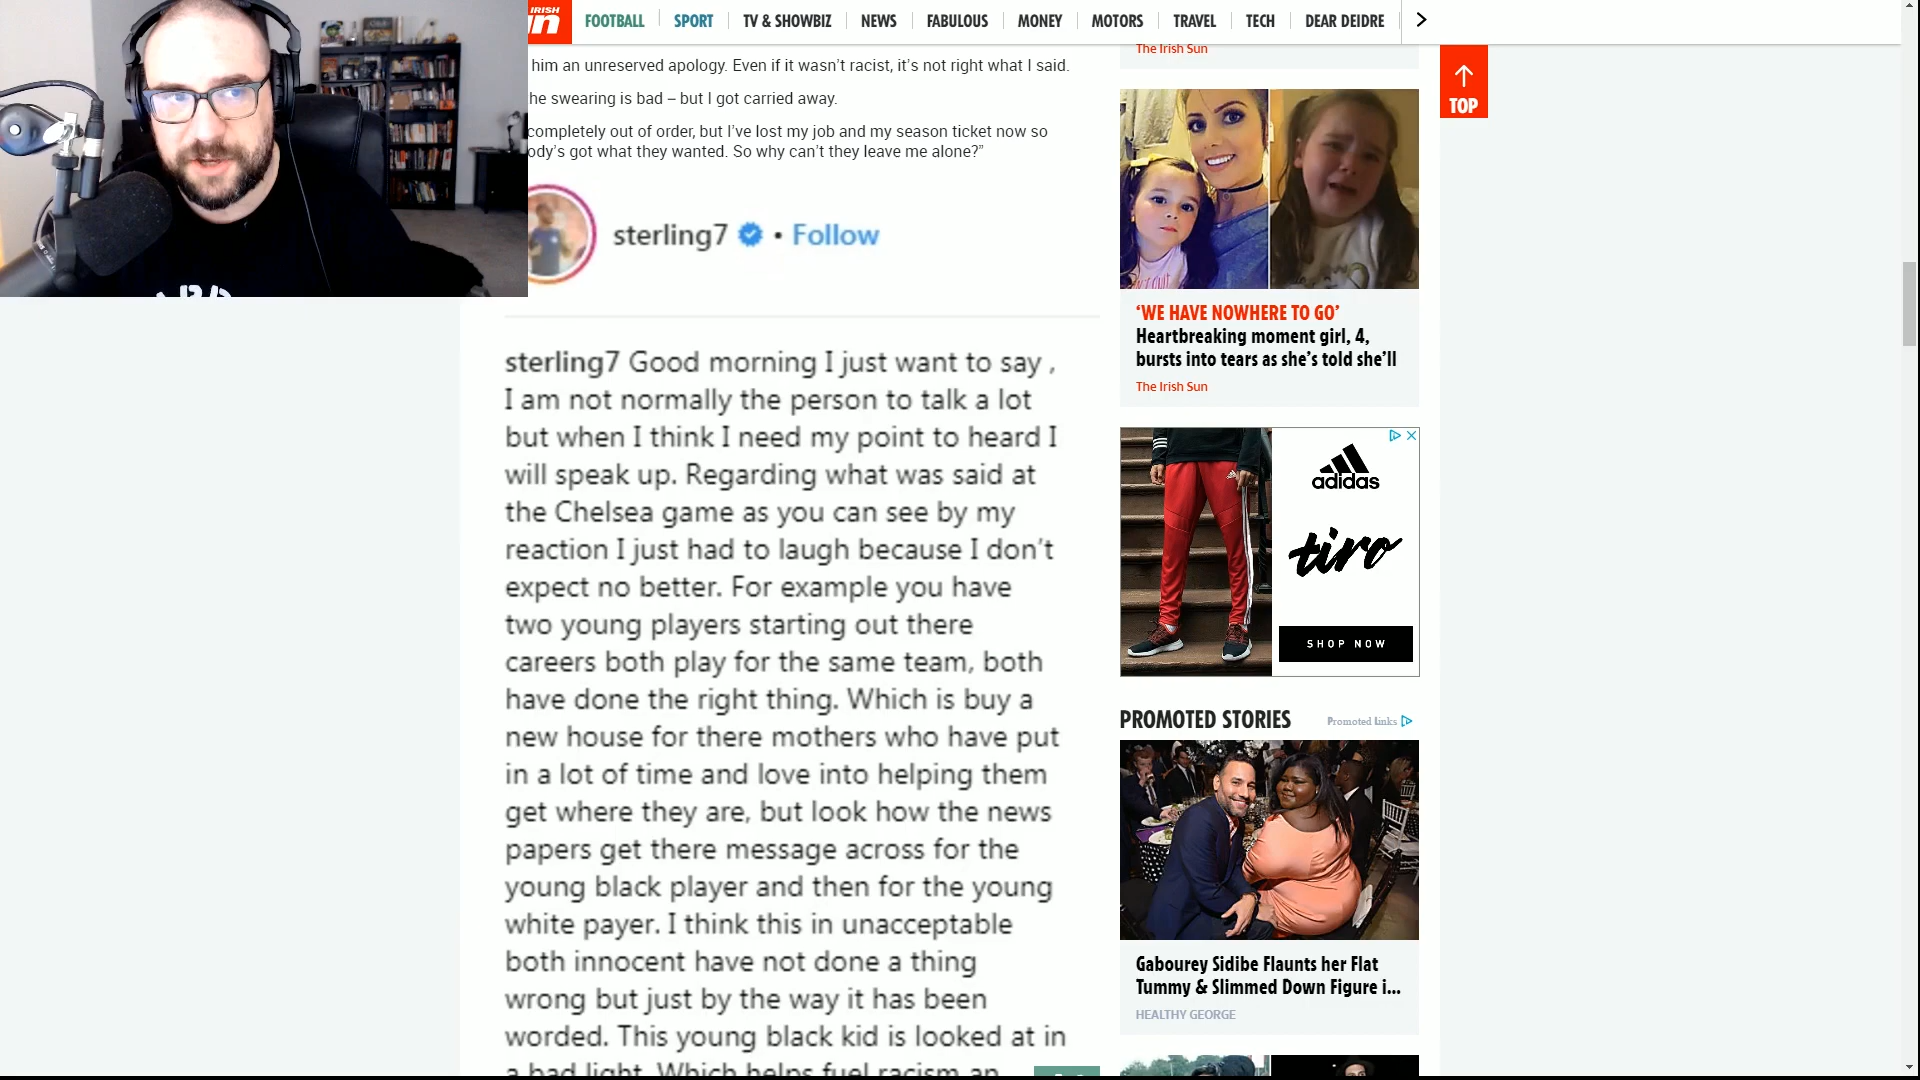 IRISH
un
FOOTBALL
SPORT
TV & SHOWBIZ
NEWS
FABULOUS
MONEY
MOTORS
TRAVEL
TECH
DEAR DEIDRE
him an unreserved apology. Even if it wasn't racist, it's not right what I said.
he swearing is bad – but I got carried away.
completely out of order, but I've lost my job and my season ticket now so
ody's got what they wanted. So why can't they leave me alone?"
sterling7 • Follow
sterling7 Good morning I just want to say ,
I am not normally the person to talk a lot
but when I think I need my point to heard I
will speak up. Regarding what was said at
the Chelsea game as you can see by my
reaction I just had to laugh because I don't
expect no better. For example you have
two young players starting out there
careers both play for the same team, both
have done the right thing. Which is buy a
new house for there mothers who have put
in a lot of time and love into helping them
get where they are, but look how the news
papers get there message across for the
young black player and then for the young
white payer. I think this in unacceptable
both innocent have not done a thing
wrong but just by the way it has been
worded. This young black kid is looked at in
a bad light. Which helps fuel racism an
The Irish Sun
TOP
'WE HAVE NOWHERE TO GO'
Heartbreaking moment girl, 4,
bursts into tears as she's told she'll
The Irish Sun
adidas
tiro
SHOP NOW
PROMOTED STORIES
Promoted Links
Gabourey Sidibe Flaunts her Flat
Tummy & Slimmed Down Figure i...
HEALTHY GEORGE